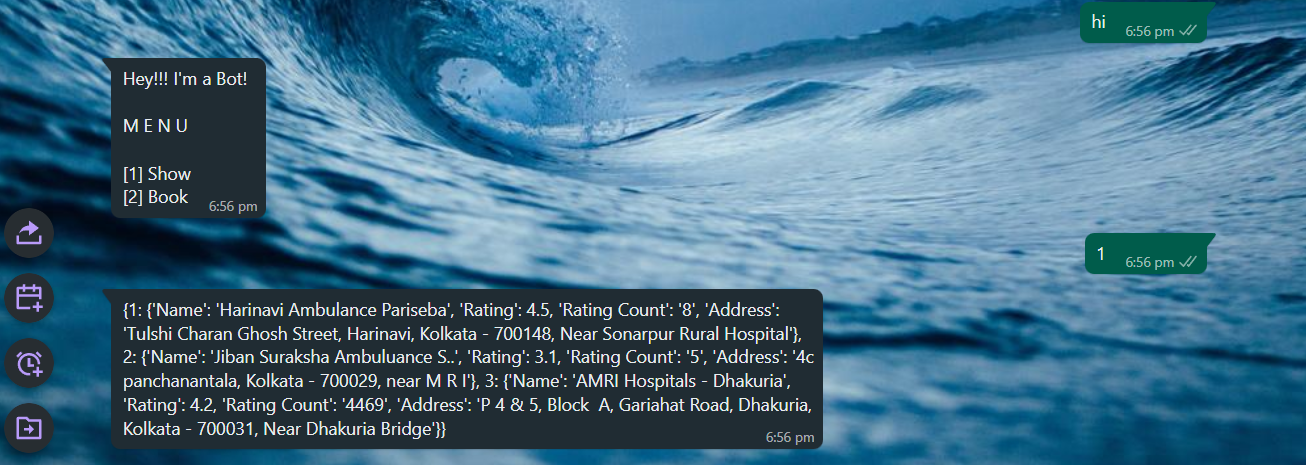 hi
6:56 pm
Hey!!! I'm a Bot!
M E N U
[1] Show
[2] Book
6:56 pm
1
6:56 pm
{1: {'Name': 'Harinavi Ambulance Pariseba', 'Rating': 4.5, 'Rating Count': '8', 'Address':
'Tulshi Charan Ghosh Street, Harinavi, Kolkata - 700148, Near Sonarpur Rural Hospital'},
2: {'Name': 'Jiban Suraksha Ambuluance S..', 'Rating': 3.1, 'Rating Count': '5', 'Address': '4c
panchanantala, Kolkata - 700029, near M R I'}, 3: {'Name': 'AMRI Hospitals - Dhakuria',
'Rating': 4.2, 'Rating Count': '4469', 'Address': 'P 4 & 5, Block  A, Gariahat Road, Dhakuria,
Kolkata - 700031, Near Dhakuria Bridge'}}
6:56 pm